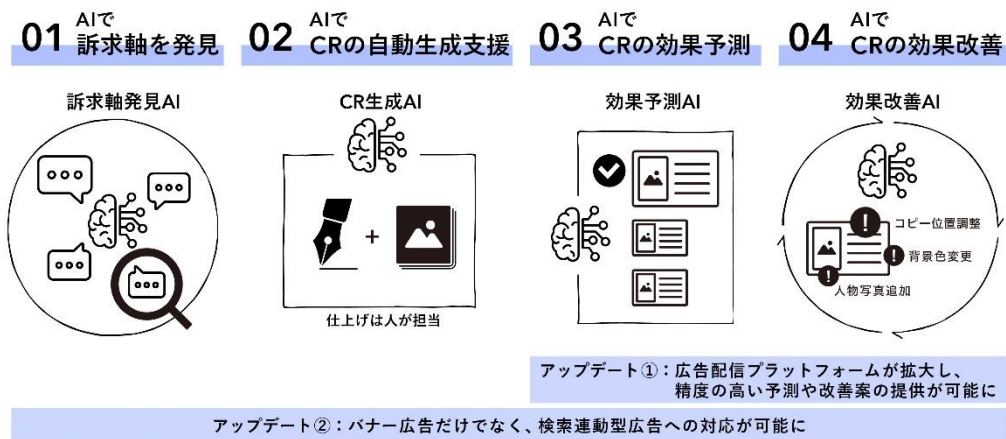 01 AIで
訴求軸を発見
02 AIで
CRの自動生成支援
03 AIで
CRの効果予測
04 AIで
CRの効果改善
訴求軸発見AI
CR生成AI
仕上げは人が担当
効果予測AI
効果改善AI
コピー位置調整
背景色変更
人物写真追加
アップデート①：広告配信プラットフォームが拡大し、
精度の高い予測や改善案の提供が可能に
アップデート②：バナー広告だけでなく、検索連動型広告への対応が可能に